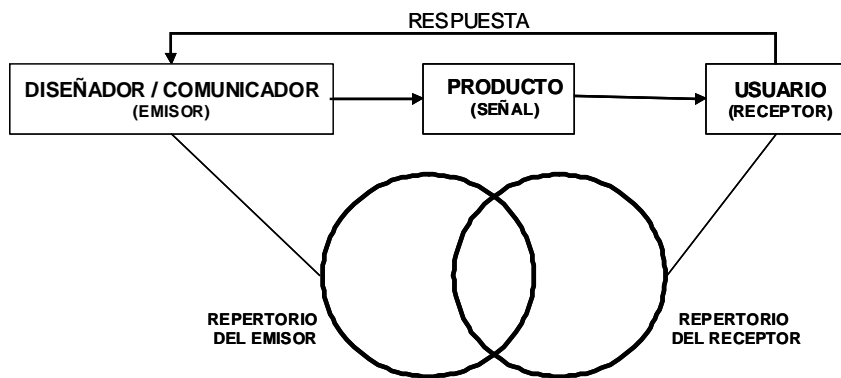 RESPUESTA
DISEÑADOR / COMUNICADOR
(EMISOR)
PRODUCTO
(SEÑAL)
USUARIO
(RECEPTOR)
REPERTORIO
DEL EMISOR
REPERTORIO
DEL RECEPTOR